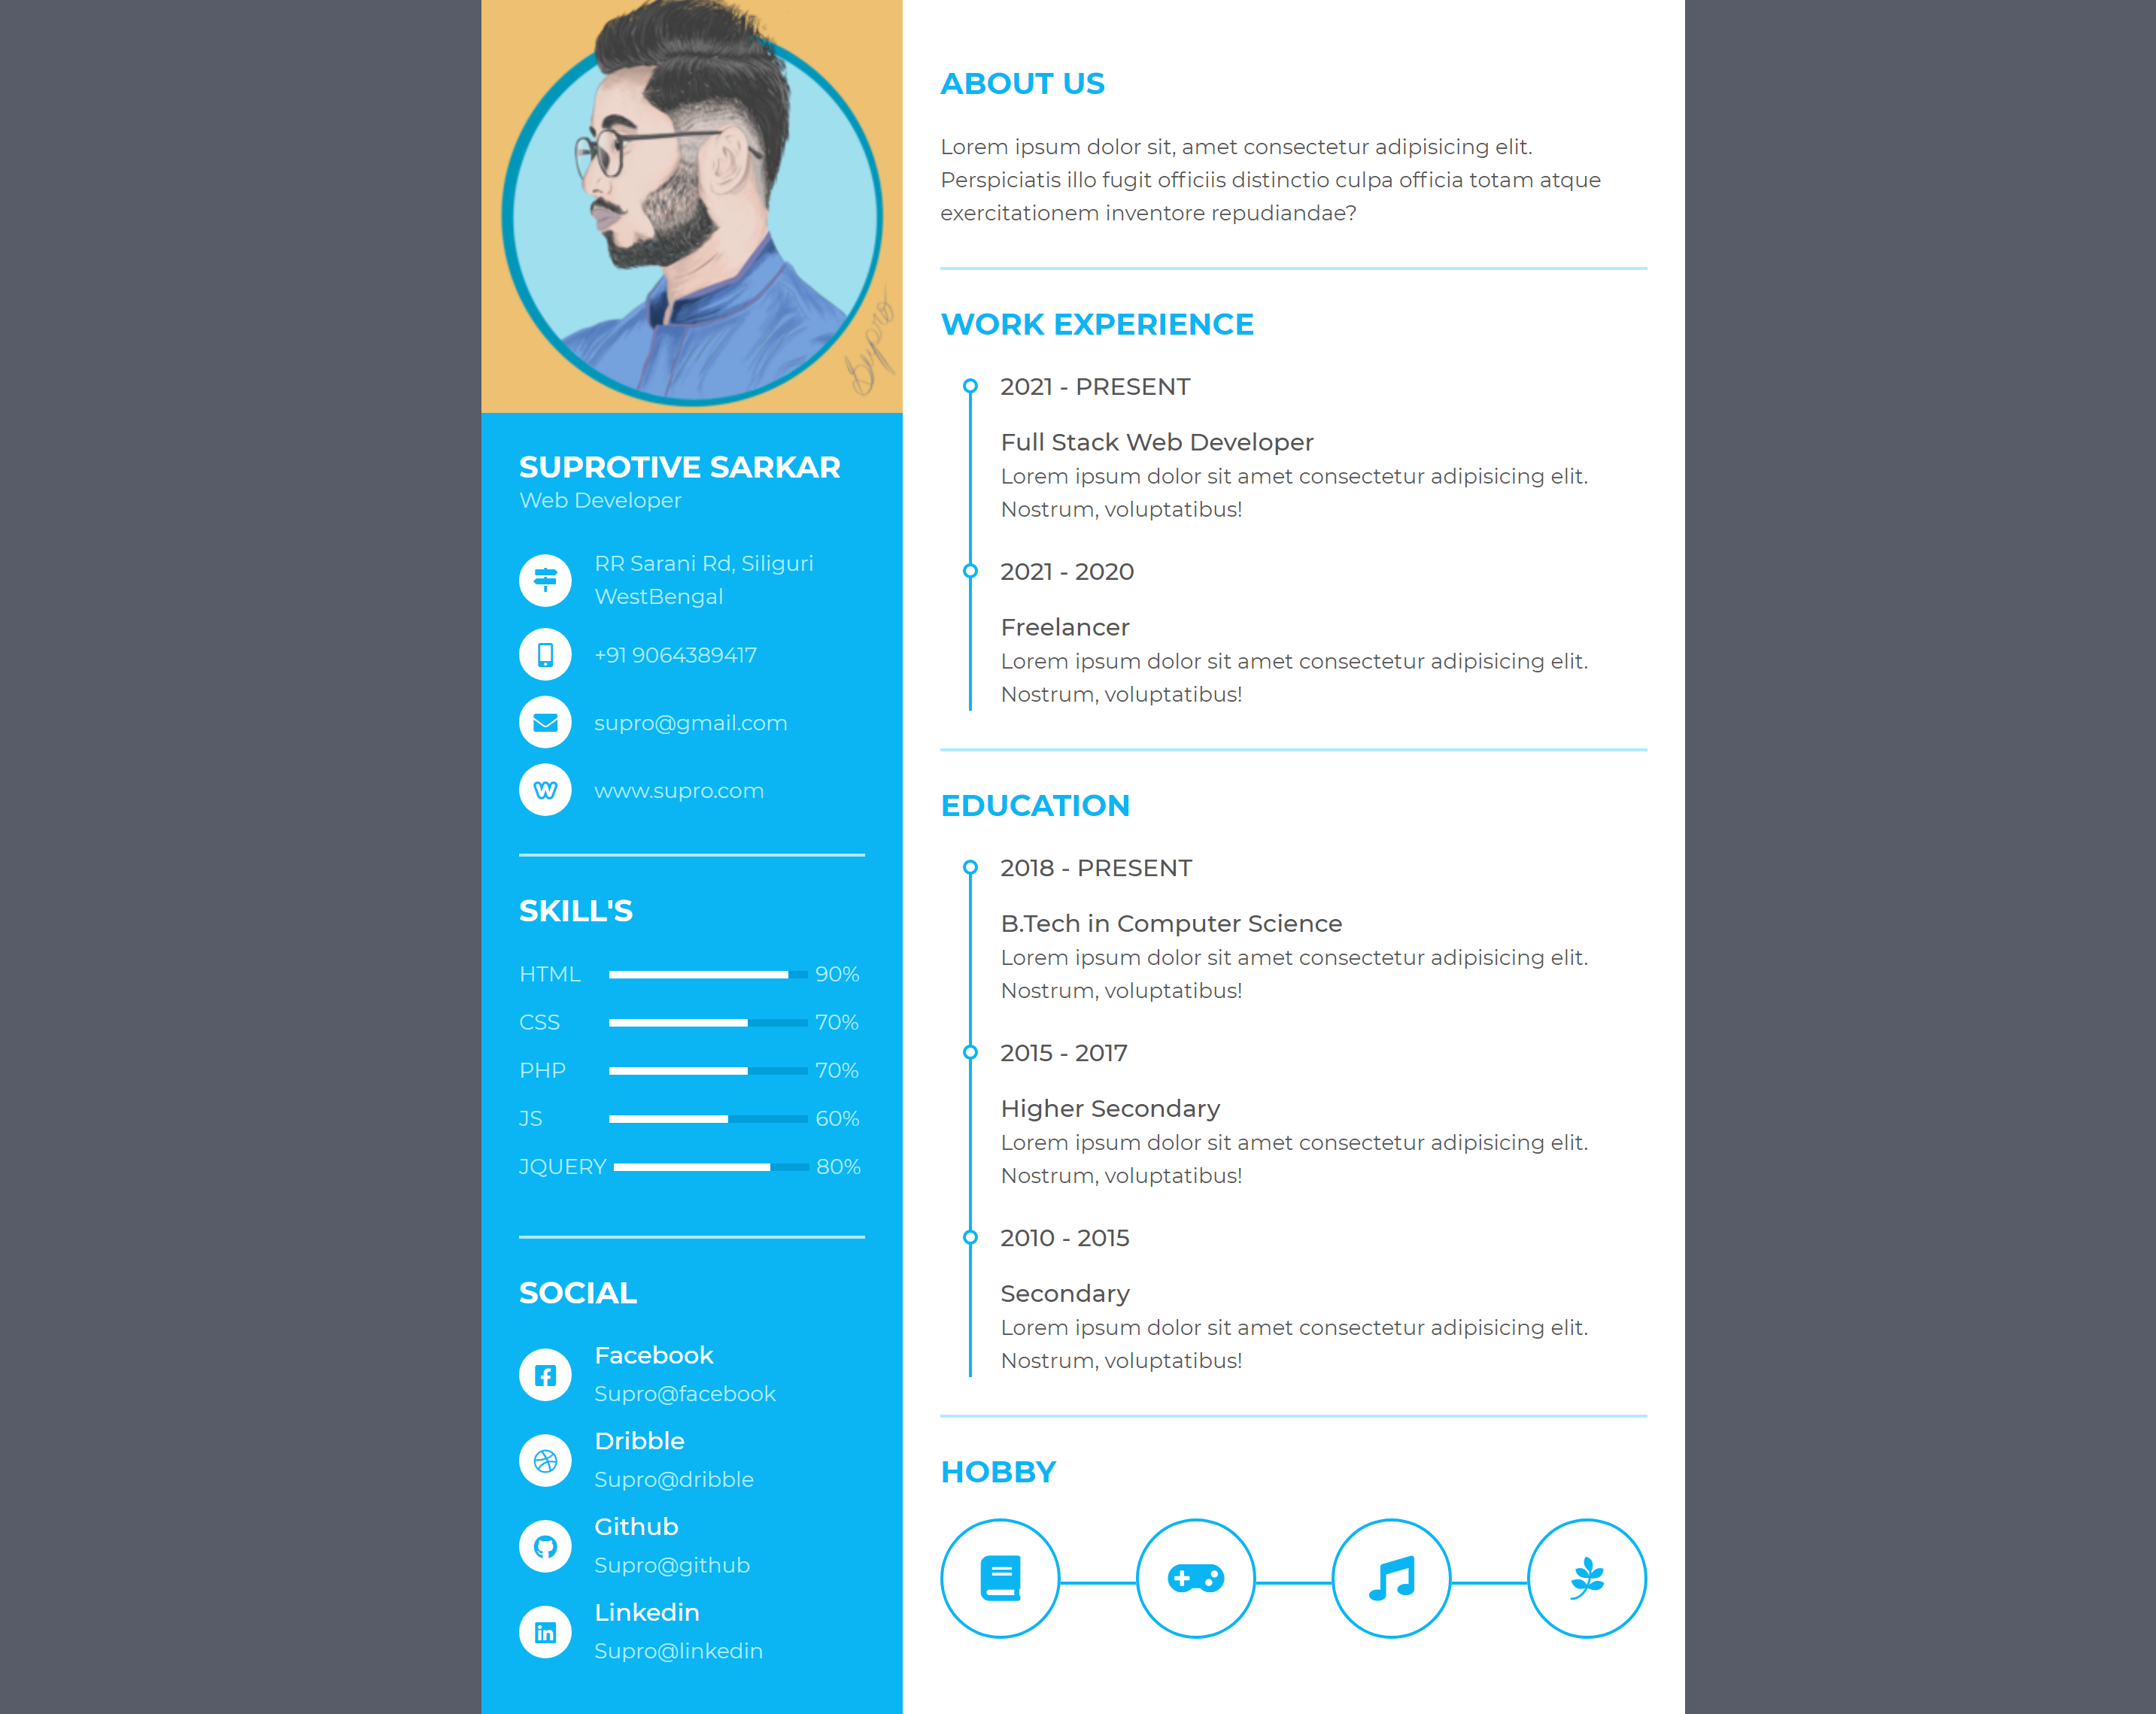 Supro
SUPROTIVE SARKAR
Web Developer
RR Sarani Rd, Siliguri
WestBengal
+91 9064389417
supro@gmail.com
www.supro.com
SKILL'S
HTML 90%
CSS 70%
PHP 70%
JS 60%
JQUERY 80%
SOCIAL
Facebook
Supro@facebook
Dribble
Supro@dribble
Github
Supro@github
Linkedin
Supro@linkedin
ABOUT US
Lorem ipsum dolor sit, amet consectetur adipisicing elit.
Perspiciatis illo fugit officiis distinctio culpa officia totam atque
exercitationem inventore repudiandae?
WORK EXPERIENCE
2021 - PRESENT
Full Stack Web Developer
Lorem ipsum dolor sit amet consectetur adipisicing elit.
Nostrum, voluptatibus!
2021 - 2020
Freelancer
Lorem ipsum dolor sit amet consectetur adipisicing elit.
Nostrum, voluptatibus!
EDUCATION
2018 - PRESENT
B.Tech in Computer Science
Lorem ipsum dolor sit amet consectetur adipisicing elit.
Nostrum, voluptatibus!
2015 - 2017
Higher Secondary
Lorem ipsum dolor sit amet consectetur adipisicing elit.
Nostrum, voluptatibus!
2010 - 2015
Secondary
Lorem ipsum dolor sit amet consectetur adipisicing elit.
Nostrum, voluptatibus!
HOBBY